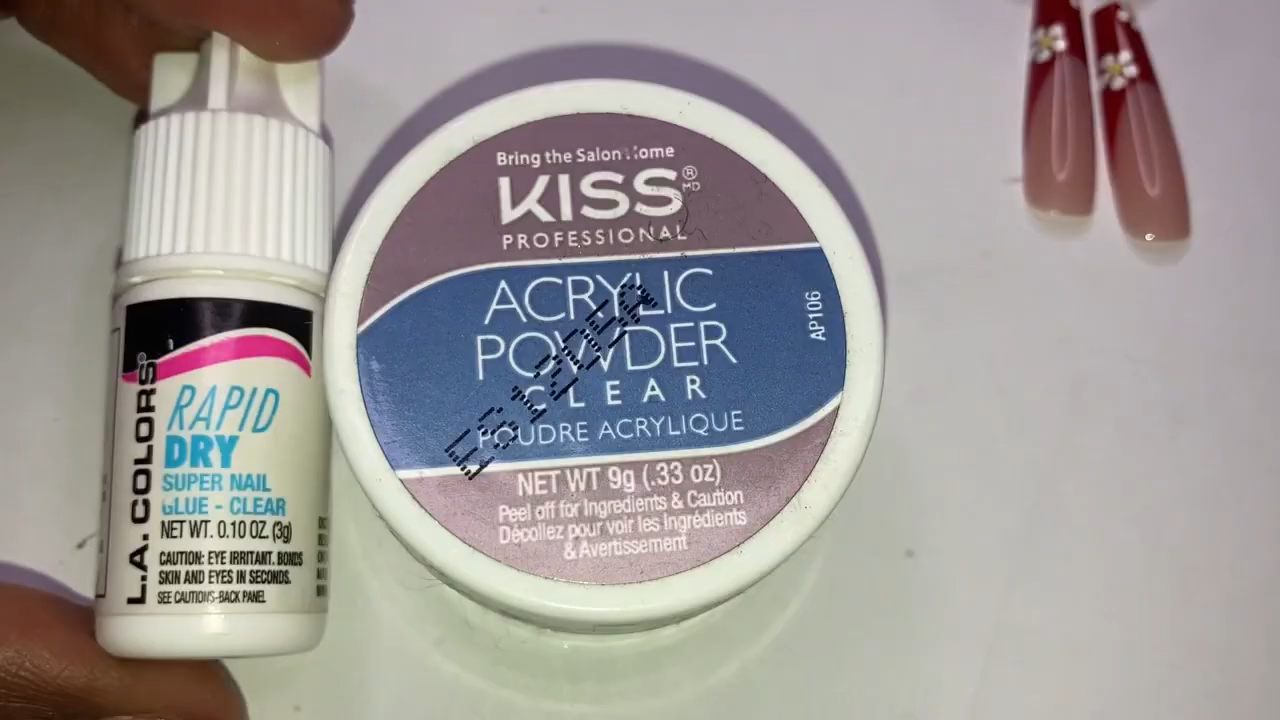 L.A. COLORS®
RAPID
DRY
SUPER NAIL
GLUE - CLEAR
NET WT. 0.10 OZ. (3g)
CAUTION: EYE IRRITANT. BONDS
SKIN AND EYES IN SECONDS.
SEE CAUTIONS-BACK PANEL
Bring the Salon Home
KISS®
MD
PROFESSIONAL
ACRYLIC
POWDER
CLEAR
POUDRE ACRYLIQUE
AP106
NET WT 9g (.33 oz)
Peel off for Ingredients & Caution
Décollez pour voir les Ingrédients
& Avertissement